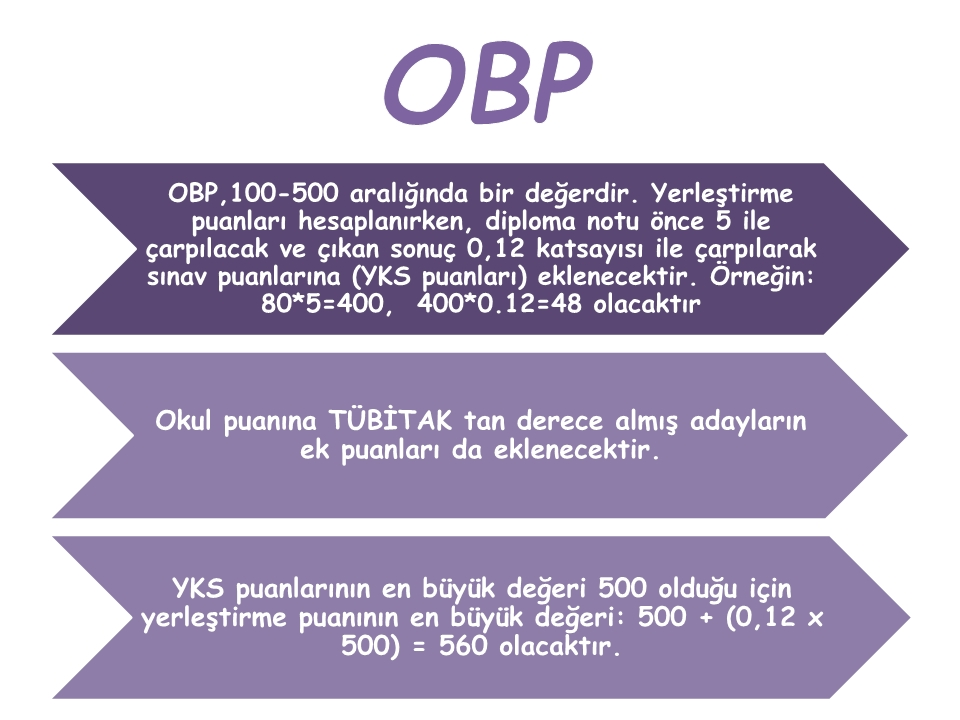 OBP
OBP,100-500 aralığında bir değerdir. Yerleştirme
puanları hesaplanırken, diploma notu önce 5 ile
çarpılacak ve çıkan sonuç 0,12 katsayısı ile çarpılarak
sınav puanlarına (YKS puanları) eklenecektir. Örneğin:
80*5=400, 400*0.12=48 olacaktır
Okul puanına TÜBİTAK tan derece almış adayların
ek puanları da eklenecektir.
YKS puanlarının en büyük değeri 500 olduğu için
yerleştirme puanının en büyük değeri: 500 + (0,12 x
500) = 560 olacaktır.